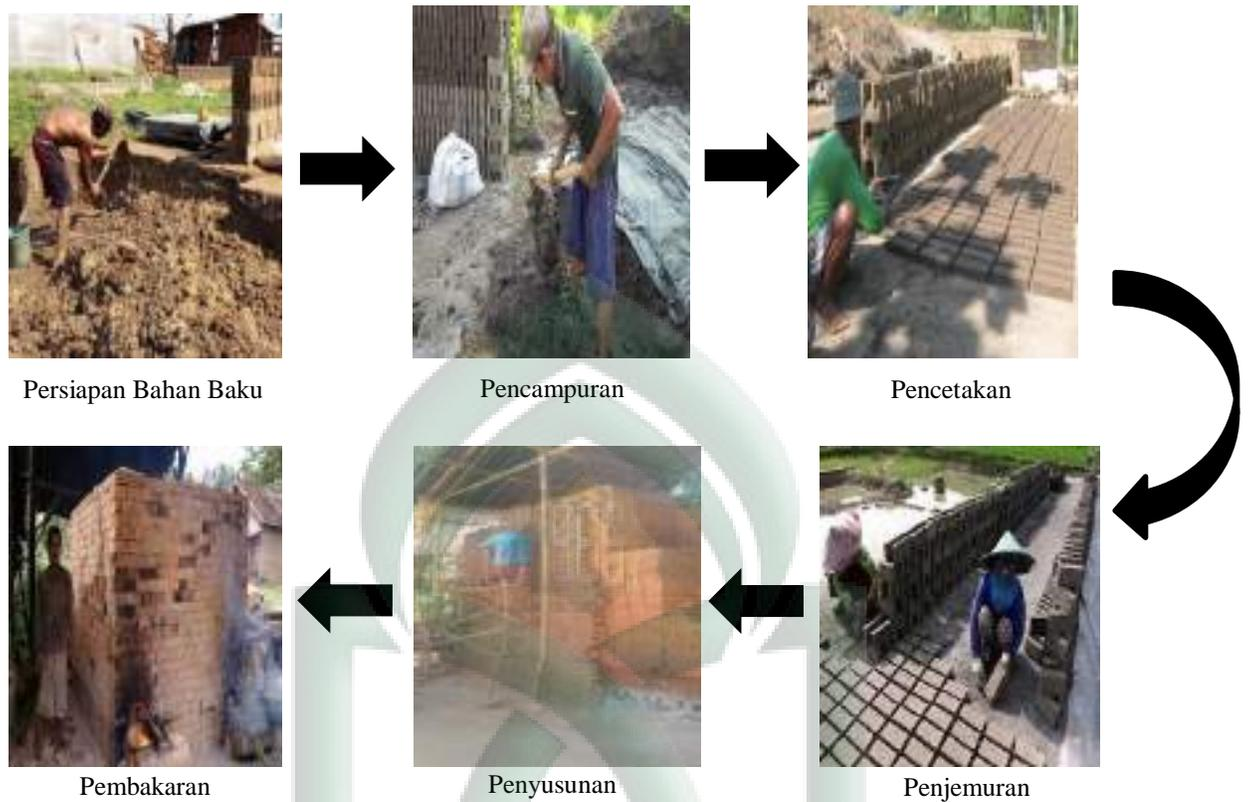 Persiapan Bahan Baku
Pencampuran
Pencetakan
Penjemuran
Penyusunan
Pembakaran